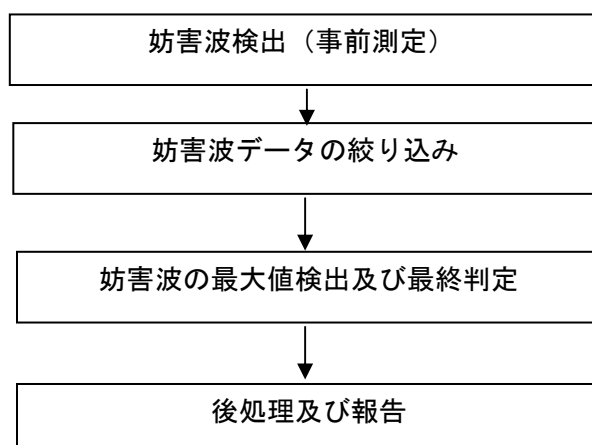 妨害波検出（事前測定）
妨害波データの絞り込み
妨害波の最大値検出及び最終判定
後処理及び報告